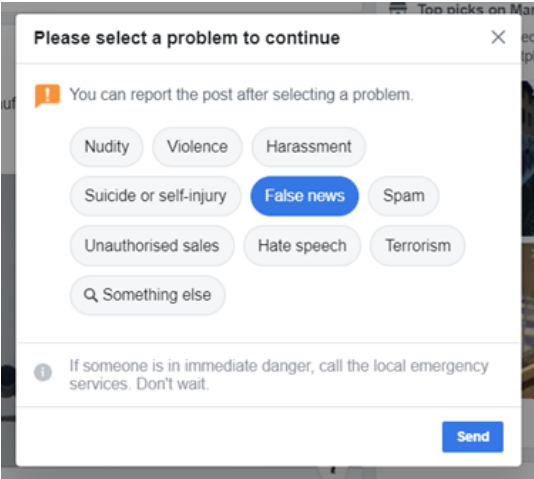 Top picks on Mar
Please select a problem to continue
You can report the post after selecting a problem.
Nudity Violence Harassment
Suicide or self-injury False news Spam
Unauthorised sales Hate speech Terrorism
Something else
If someone is in immediate danger, call the local emergency
services. Don't wait.
Send